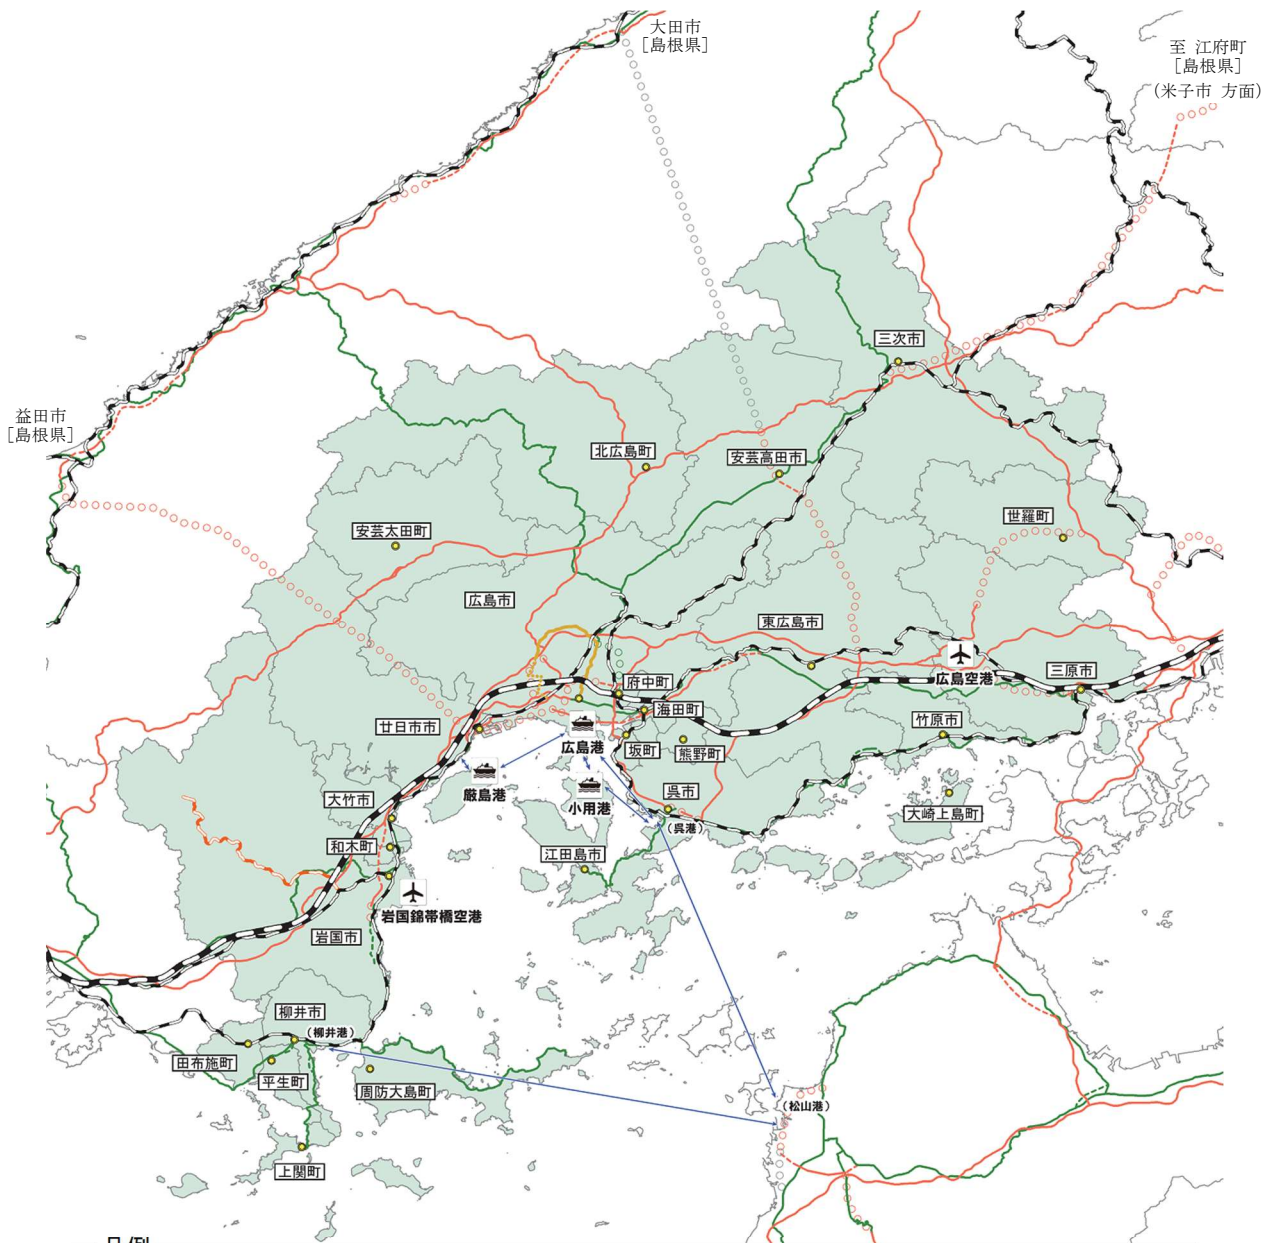 大田市
［島根県］
至 江府町
［島根県］
（米子市 方面）
三次市
益田市
［島根県］
北広島町
安芸高田市
世羅町
安芸太田町
広島市
東広島市
広島空港
三原市
府中町
海田町
竹原市
廿日市市
広島港
坂町
熊野町
厳島港
小用港
呉市
（呉港）
大竹市
大崎上島町
和木町
江田島市
岩国錦帯橋空港
岩国市
柳井市
（柳井港）
田布施町
平生町
周防大島町
（松山港）
上関町
凡例